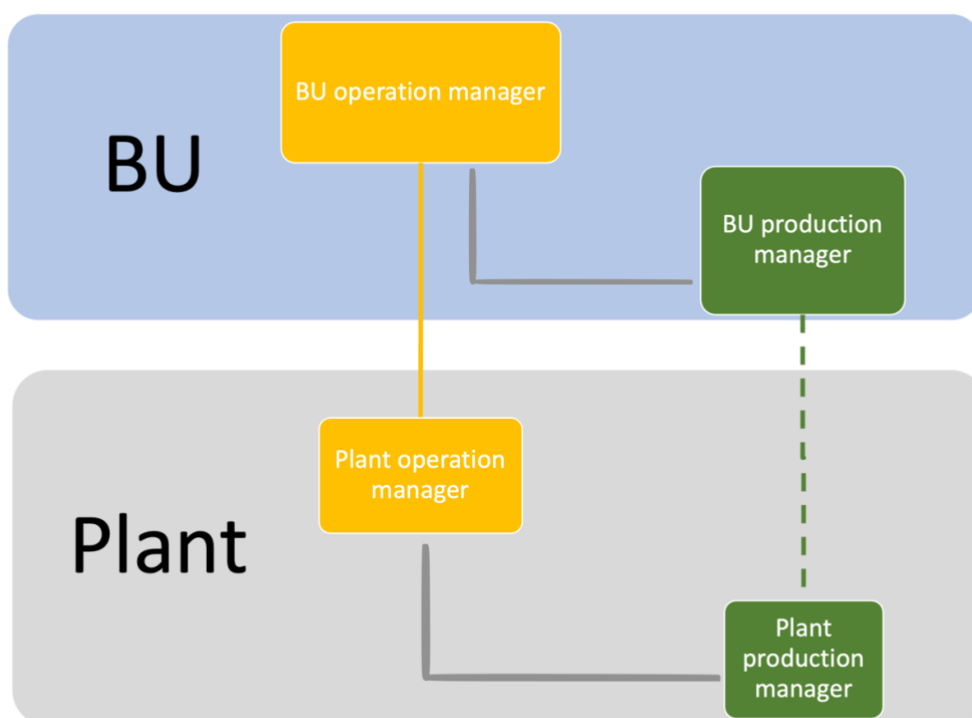 BU operation manager
BU
BU production
manager
Plant operation
manager
Plant
Plant
production
manager